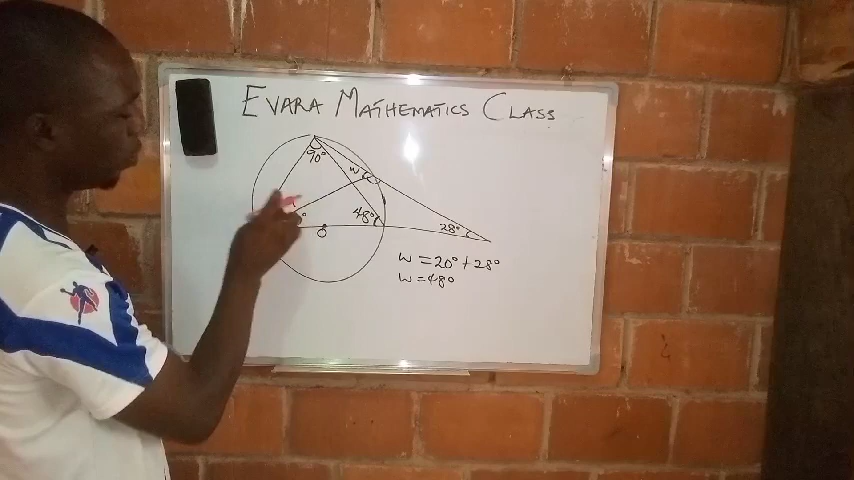 EVARA MATHEMATICS CLASS
90°
w
48°
28°
O
w = 20° + 28°
w = 48°